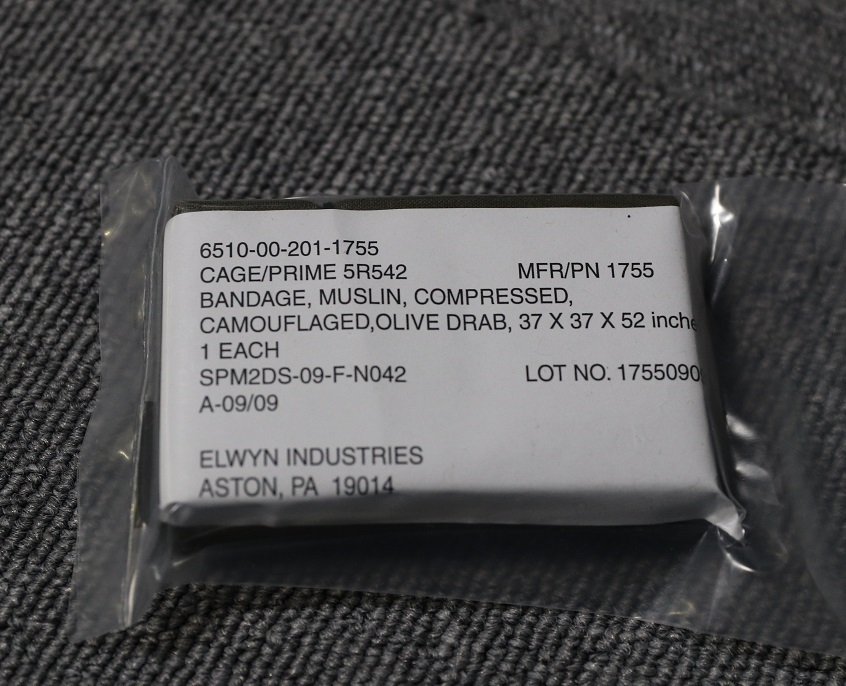 6510-00-201-1755
CAGE/PRIME 5R542 MFR/PN 1755
BANDAGE, MUSLIN, COMPRESSED,
CAMOUFLAGED,OLIVE DRAB, 37 X 37 X 52 inche
1 EACH
SPM2DS-09-F-N042 LOT NO. 1755090
A-09/09
ELWYN INDUSTRIES
ASTON, PA 19014